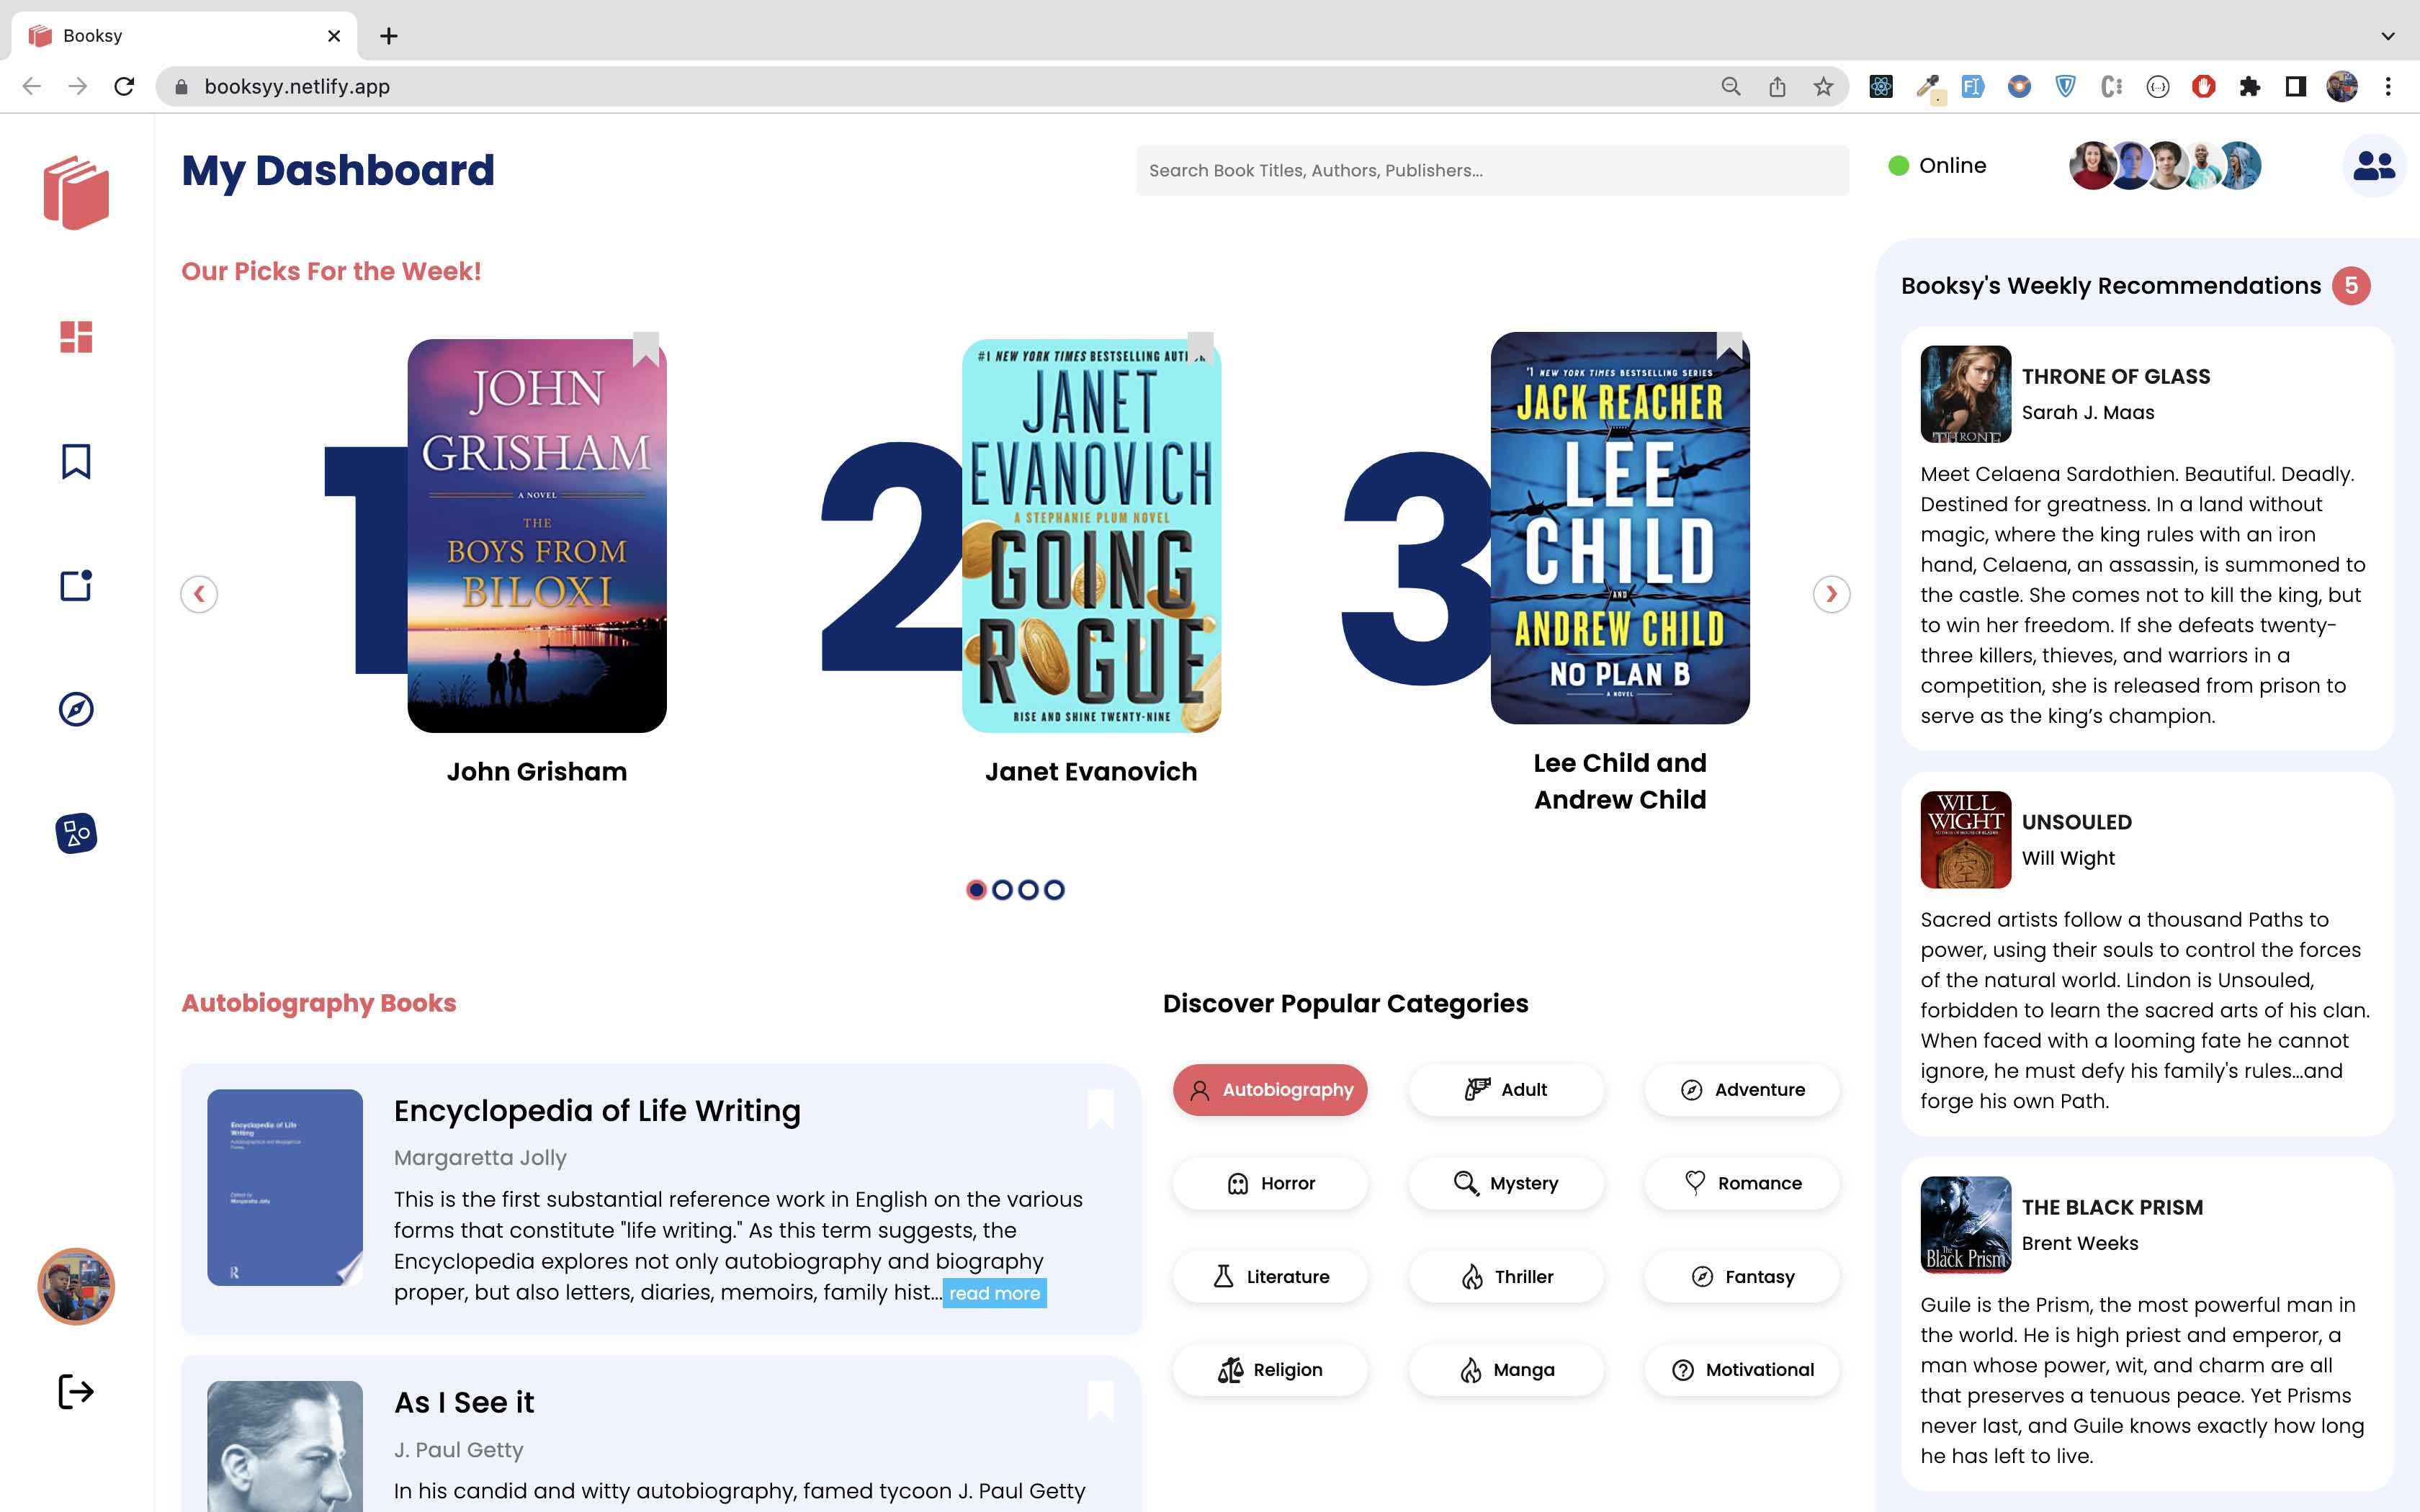 Booksy
booksyy.netlify.app
My Dashboard
Search Book Titles, Authors, Publishers...
Online
Our Picks For the Week!
1
JOHN
GRISHAM
A NOVEL
THE
BOYS FROM
BILOXI
John Grisham
2
#1 NEW YORK TIMES BESTSELLING
JANET
EVANOVICH
A STEPHANIE PLUM NOVEL
GOING
ROGUE
RISE AND SHINE TWENTY-NINE
Janet Evanovich
3
#1 NEW YORK TIMES BESTSELLING SERIES
JACK REACHER
LEE
CHILD
AND
ANDREW CHILD
NO PLAN B
A NOVEL
Lee Child and
Andrew Child
Autobiography Books
Encyclopedia of Life
Writing
Autobiographical and Biographical
Forms
Edited by
Margaretta Jolly
R
Encyclopedia of Life Writing
Margaretta Jolly
This is the first substantial reference work in English on the various
forms that constitute "life writing." As this term suggests, the
Encyclopedia explores not only autobiography and biography
proper, but also letters, diaries, memoirs, family hist... read more
As I See it
J. Paul Getty
In his candid and witty autobiography, famed tycoon J. Paul Getty
Discover Popular Categories
Autobiography
Adult
Adventure
Horror
Mystery
Romance
Literature
Thriller
Fantasy
Religion
Manga
Motivational
Booksy's Weekly Recommendations 5
THRONE
THRONE OF GLASS
Sarah J. Maas
Meet Celaena Sardothien. Beautiful. Deadly.
Destined for greatness. In a land without
magic, where the king rules with an iron
hand, Celaena, an assassin, is summoned to
the castle. She comes not to kill the king, but
to win her freedom. If she defeats twenty-
three killers, thieves, and warriors in a
competition, she is released from prison to
serve as the king’s champion.
WILL
WIGHT
UNSOULED
Will Wight
Sacred artists follow a thousand Paths to
power, using their souls to control the forces
of the natural world. Lindon is Unsouled,
forbidden to learn the sacred arts of his clan.
When faced with a looming fate he cannot
ignore, he must defy his family's rules...and
forge his own Path.
The
Black Prism
THE BLACK PRISM
Brent Weeks
Guile is the Prism, the most powerful man in
the world. He is high priest and emperor, a
man whose power, wit, and charm are all
that preserves a tenuous peace. Yet Prisms
never last, and Guile knows exactly how long
he has left to live.